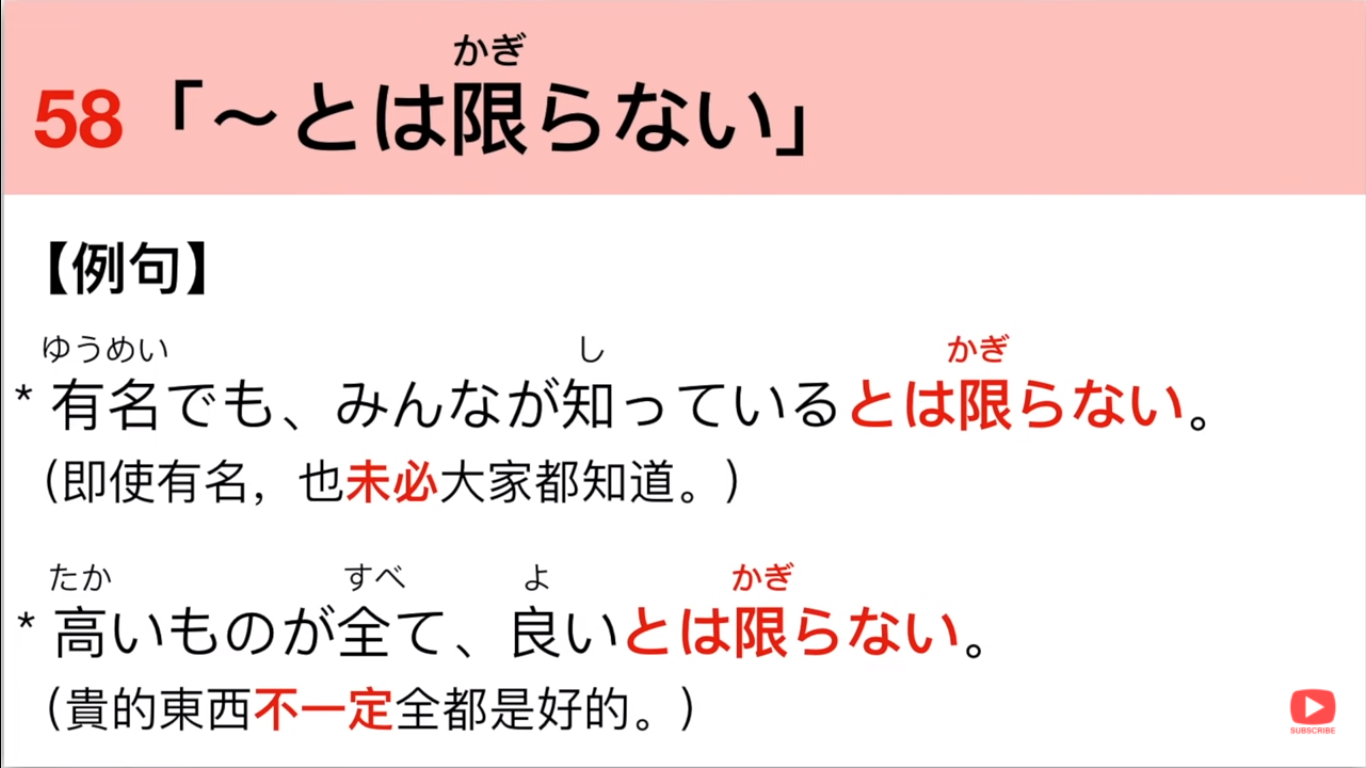 かぎ
58「～とは限らない」
【例句】
ゆうめい し かぎ
* 有名でも、みんなが知っているとは限らない。
（即使有名，也未必大家都知道。）
たか すべ よ かぎ
* 高いものが全て、良いとは限らない。
（貴的東西不一定全都是好的。）
SUBSCRIBE